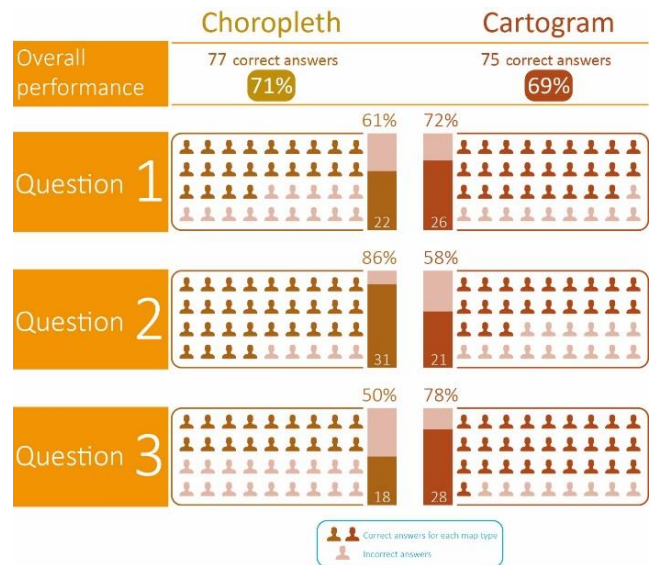 Choropleth
Cartogram
Overall
performance
77 correct answers
71%
75 correct answers
69%
61%
72%
Question 1
22
26
86%
58%
Question 2
31
21
50%
78%
Question 3
18
28
Correct answers for each map type
Incorrect answers